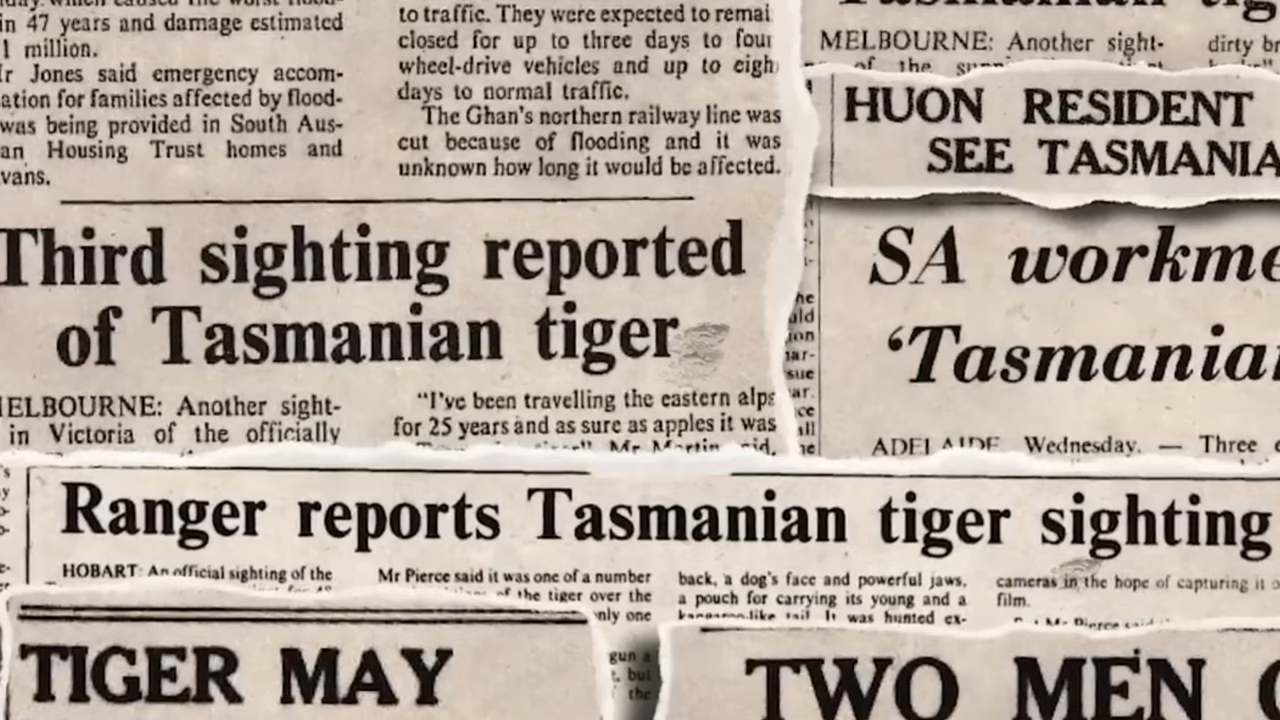 in 47 years and damage estimated
1 million.
Jones said emergency accom-
ation for families affected by flood-
was being provided in South Aus-
an Housing Trust homes and
vans.
to traffic. They were expected to remai
closed for up to three days to four
wheel-drive vehicles and up to eigh
days to normal traffic.
The Ghan's northern railway line was
cut because of flooding and it was
unknown how long it would be affected.
Third sighting reported
of Tasmanian tiger
MELBOURNE: Another sight-
in Victoria of the officially
"I've been travelling the eastern alps
for 25 years and as sure as apples it was
Mr Martin
MELBOURNE: Another sight-
of the
dirty br
HUON RESIDENT
SEE TASMANIA
SA workme
'Tasmanian
ADELAIDE, Wednesday. — Three
Ranger reports Tasmanian tiger sighting
HOBART: An official sighting of the
Mr Pierce said it was one of a number
of the tiger over the
only one
back, a dog's face and powerful jaws,
a pouch for carrying its young and a
kangaroo-like tail. It was hunted ex-
cameras in the hope of capturing it o
film.
Mr Pierce said
gun a
but
the
TIGER MAY
TWO MEN